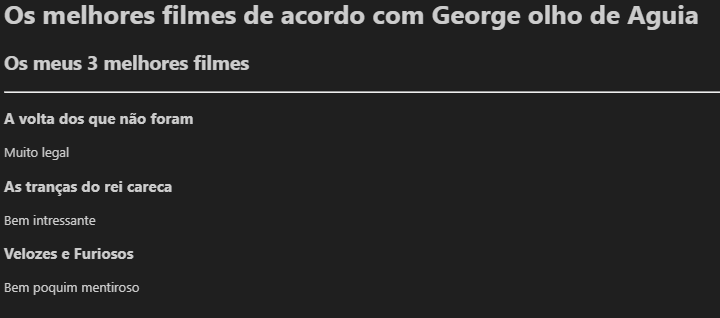 Os melhores filmes de acordo com George olho de Aguia
Os meus 3 melhores filmes
A volta dos que não foram
Muito legal
As tranças do rei careca
Bem intressante
Velozes e Furiosos
Bem poquim mentiroso